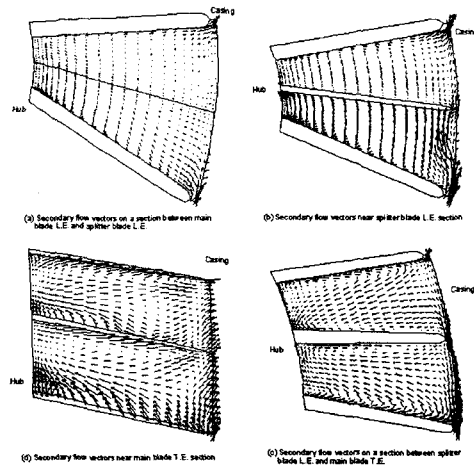 Casing
Hub
(a) Secondary flow vectors on a section between main
blade L.E. and splitter blade L.E.
Casing
Hub
(b) Secondary flow vectors near splitter blade L.E. section
Casing
Hub
(d) Secondary flow vectors near main blade T.E. section
Casing
Hub
(c) Secondary flow vectors on a section between splitter
blade L.E. and main blade T.E.